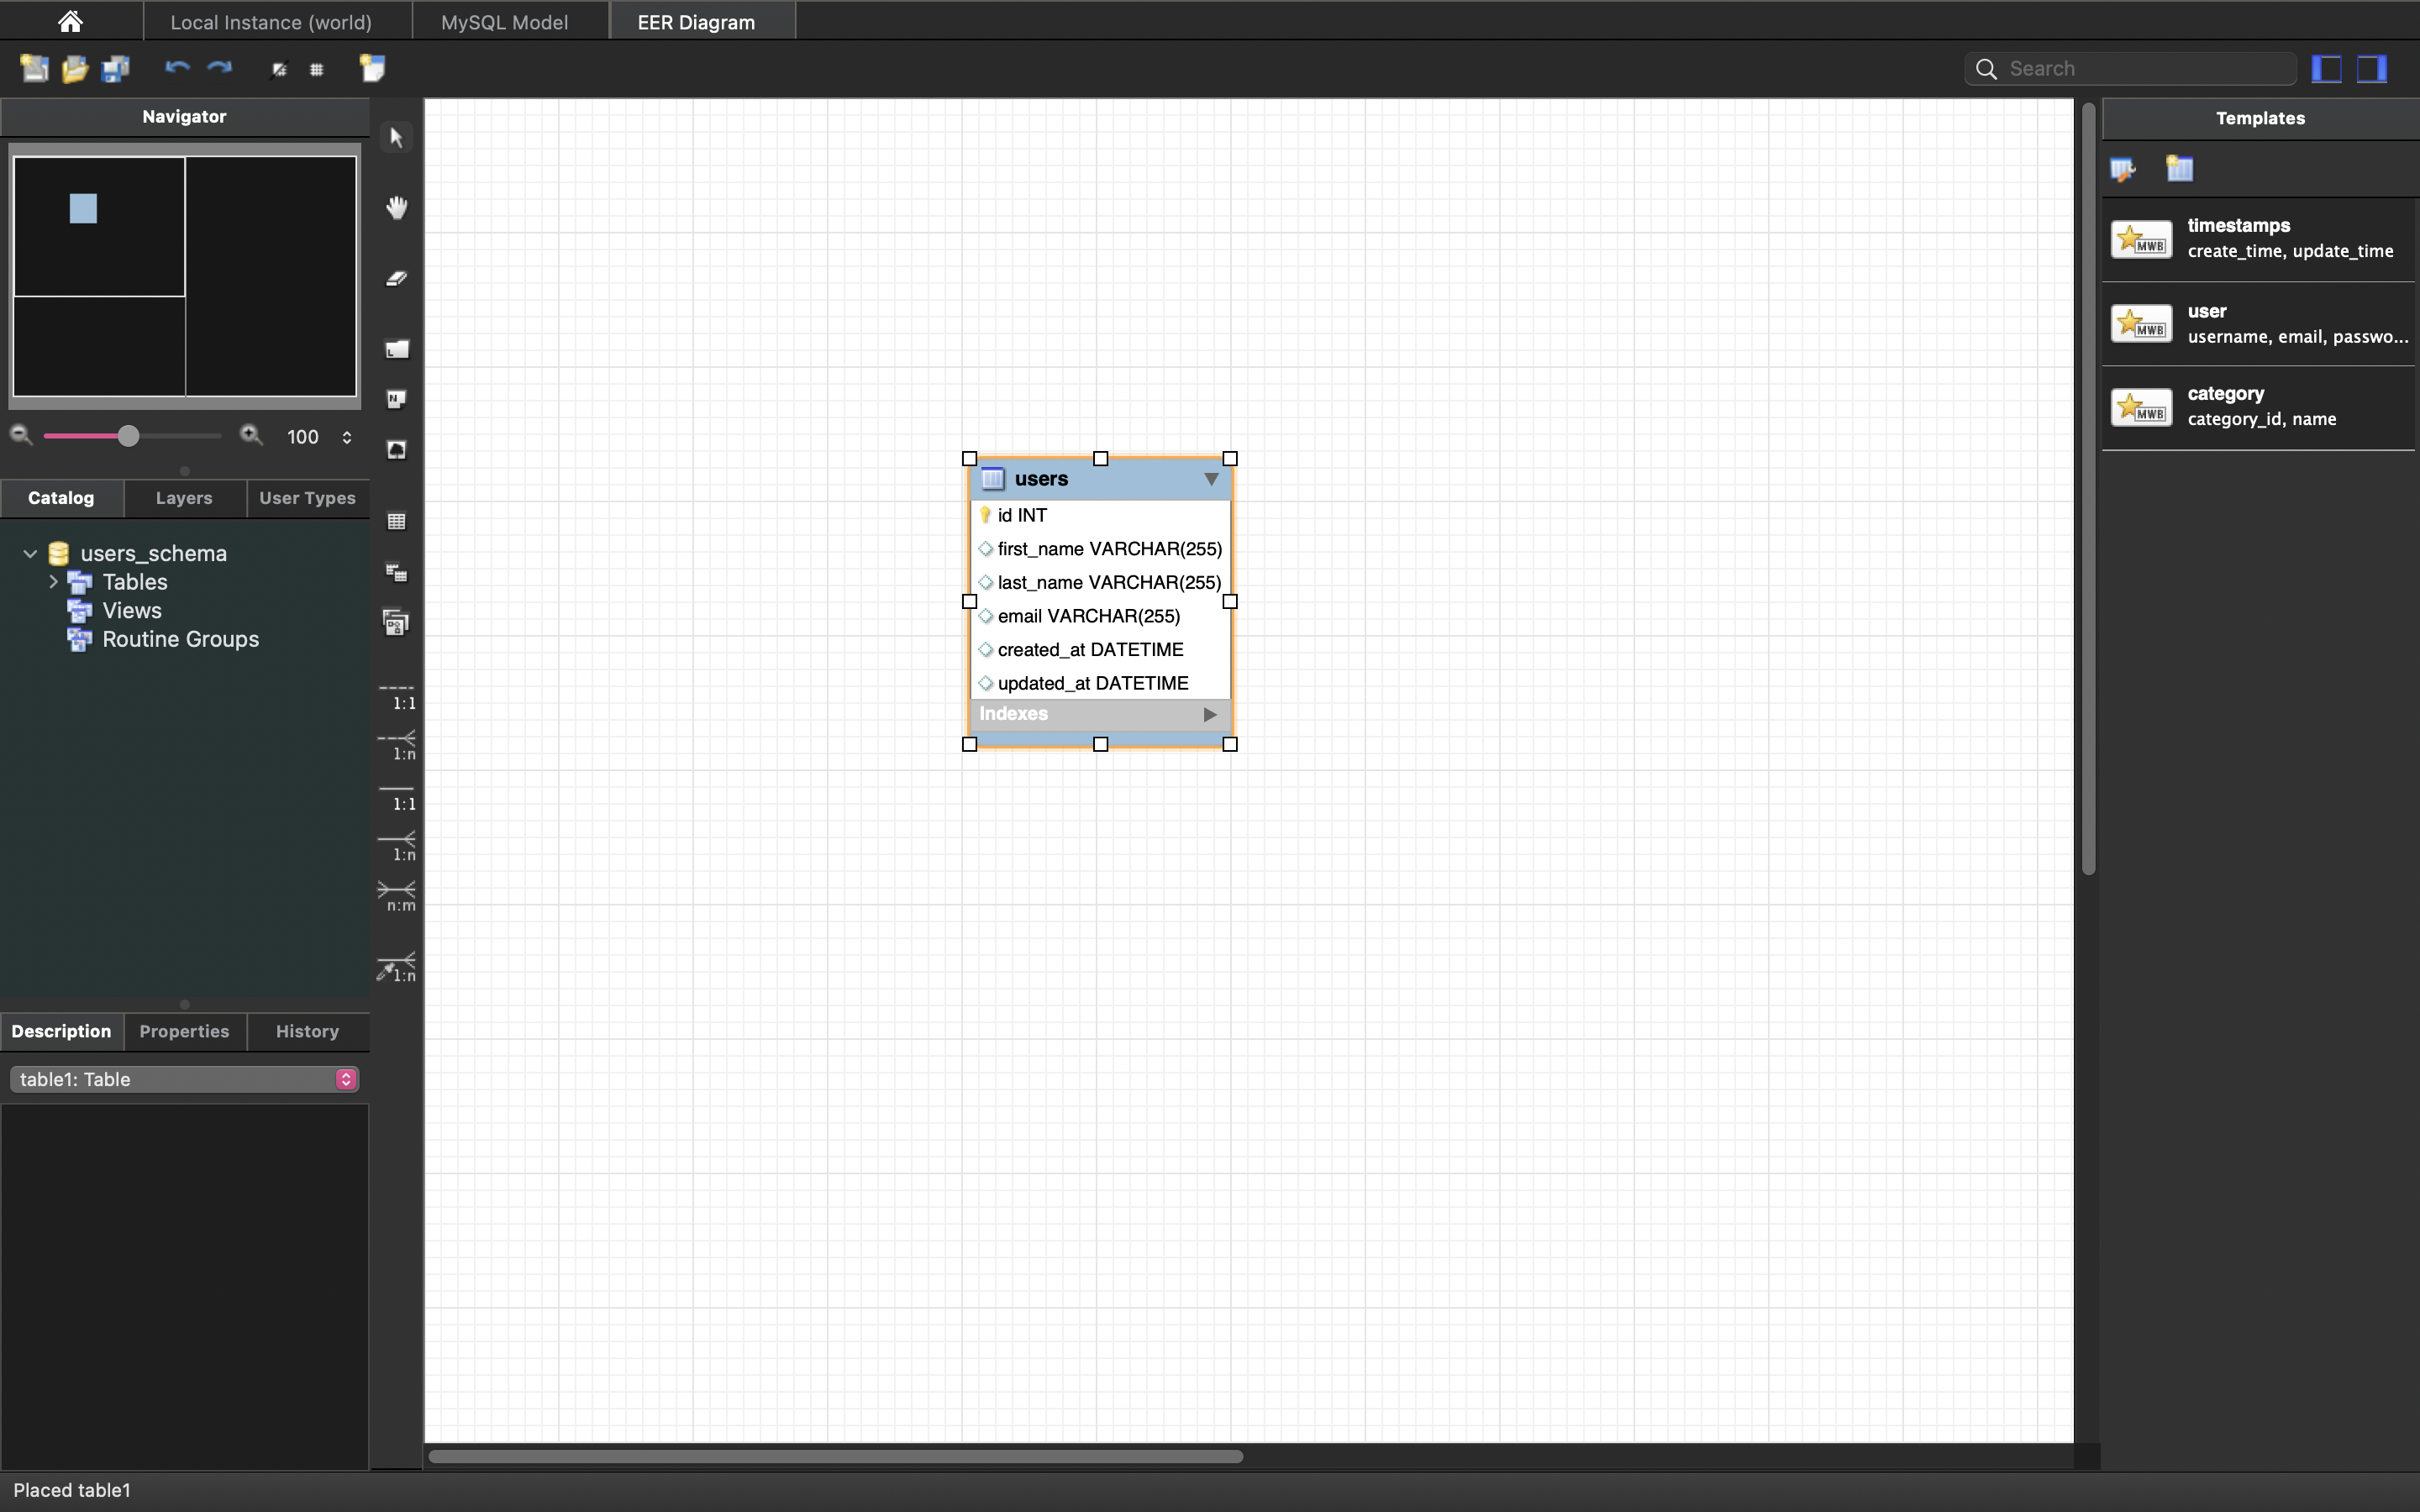 Local Instance (world)
MySQL Model
EER Diagram
Search
Navigator
100
Catalog
Layers
User Types
users_schema
Tables
Views
Routine Groups
Description
Properties
History
table1: Table
L
N
1:1
1:n
1:1
1:n
n:m
1:n
users
id INT
first_name VARCHAR(255)
last_name VARCHAR(255)
email VARCHAR(255)
created_at DATETIME
updated_at DATETIME
Indexes
Templates
MWB
timestamps
create_time, update_time
MWB
user
username, email, passwo...
MWB
category
category_id, name
Placed table1